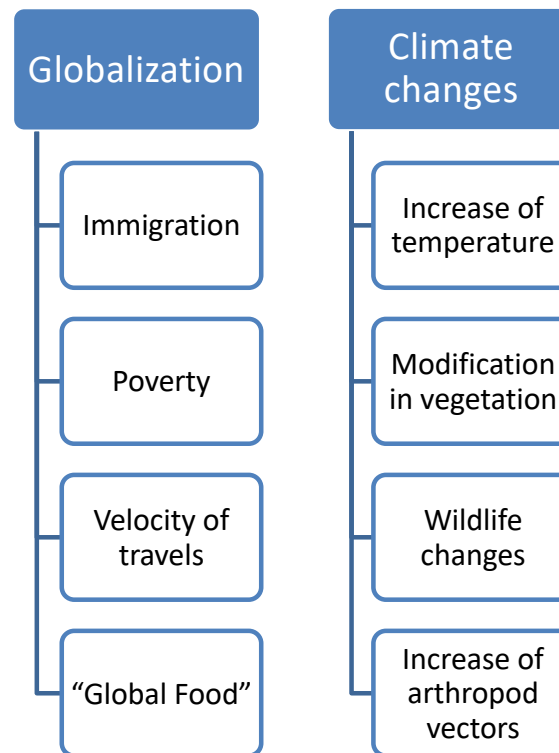 Globalization
Immigration
Poverty
Velocity of
travels
“Global Food”
Climate
changes
Increase of
temperature
Modification
in vegetation
Wildlife
changes
Increase of
arthropod
vectors